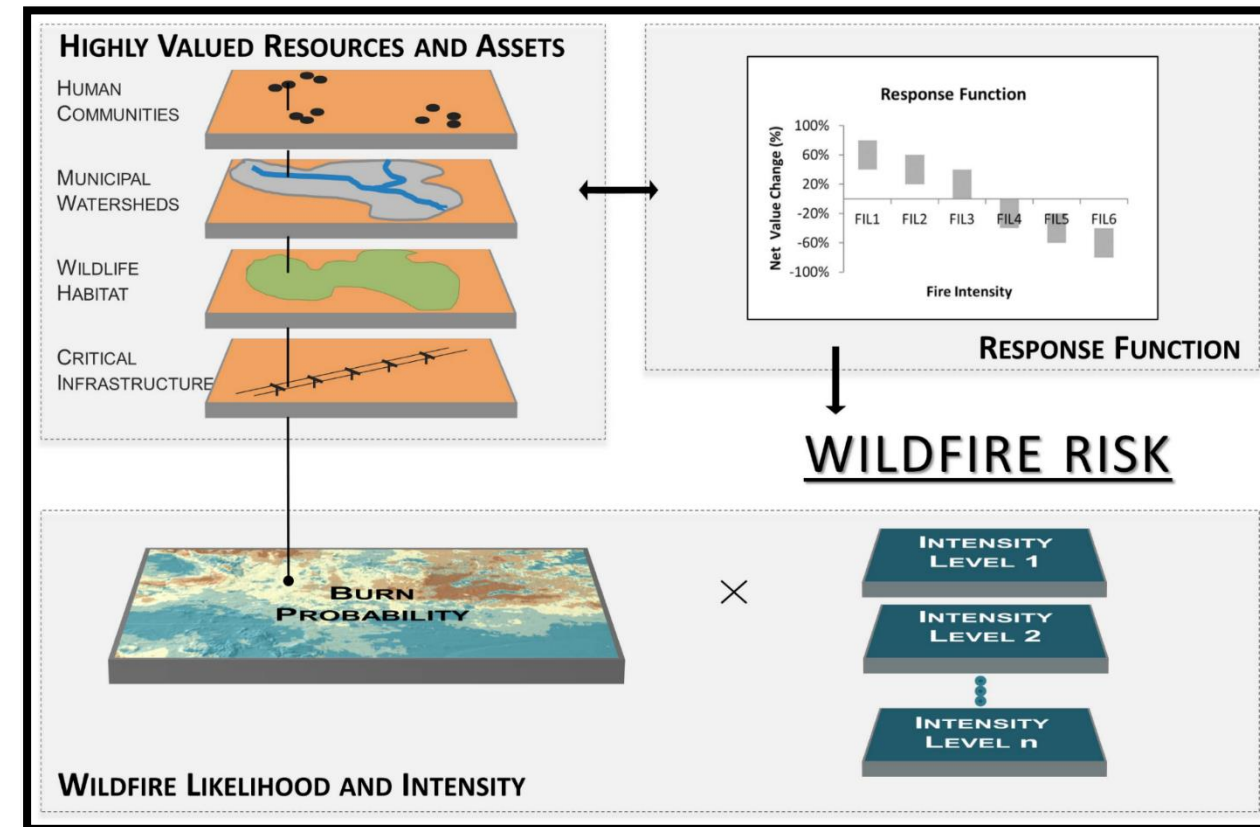 HIGHLY VALUED RESOURCES AND ASSETS
HUMAN
COMMUNITIES
MUNICIPAL
WATERSHEDS
WILDLIFE
HABITAT
CRITICAL
INFRASTRUCTURE
Response Function
Net Value Change (%)
100%
60%
20%
-20%
-60%
-100%
FIL1 FIL2 FIL3 FIL4 FIL5 FIL6
Fire Intensity
RESPONSE FUNCTION
WILDFIRE RISK
BURN
PROBABILITY
×
INTENSITY
LEVEL 1
INTENSITY
LEVEL 2
INTENSITY
LEVEL n
WILDFIRE LIKELIHOOD AND INTENSITY